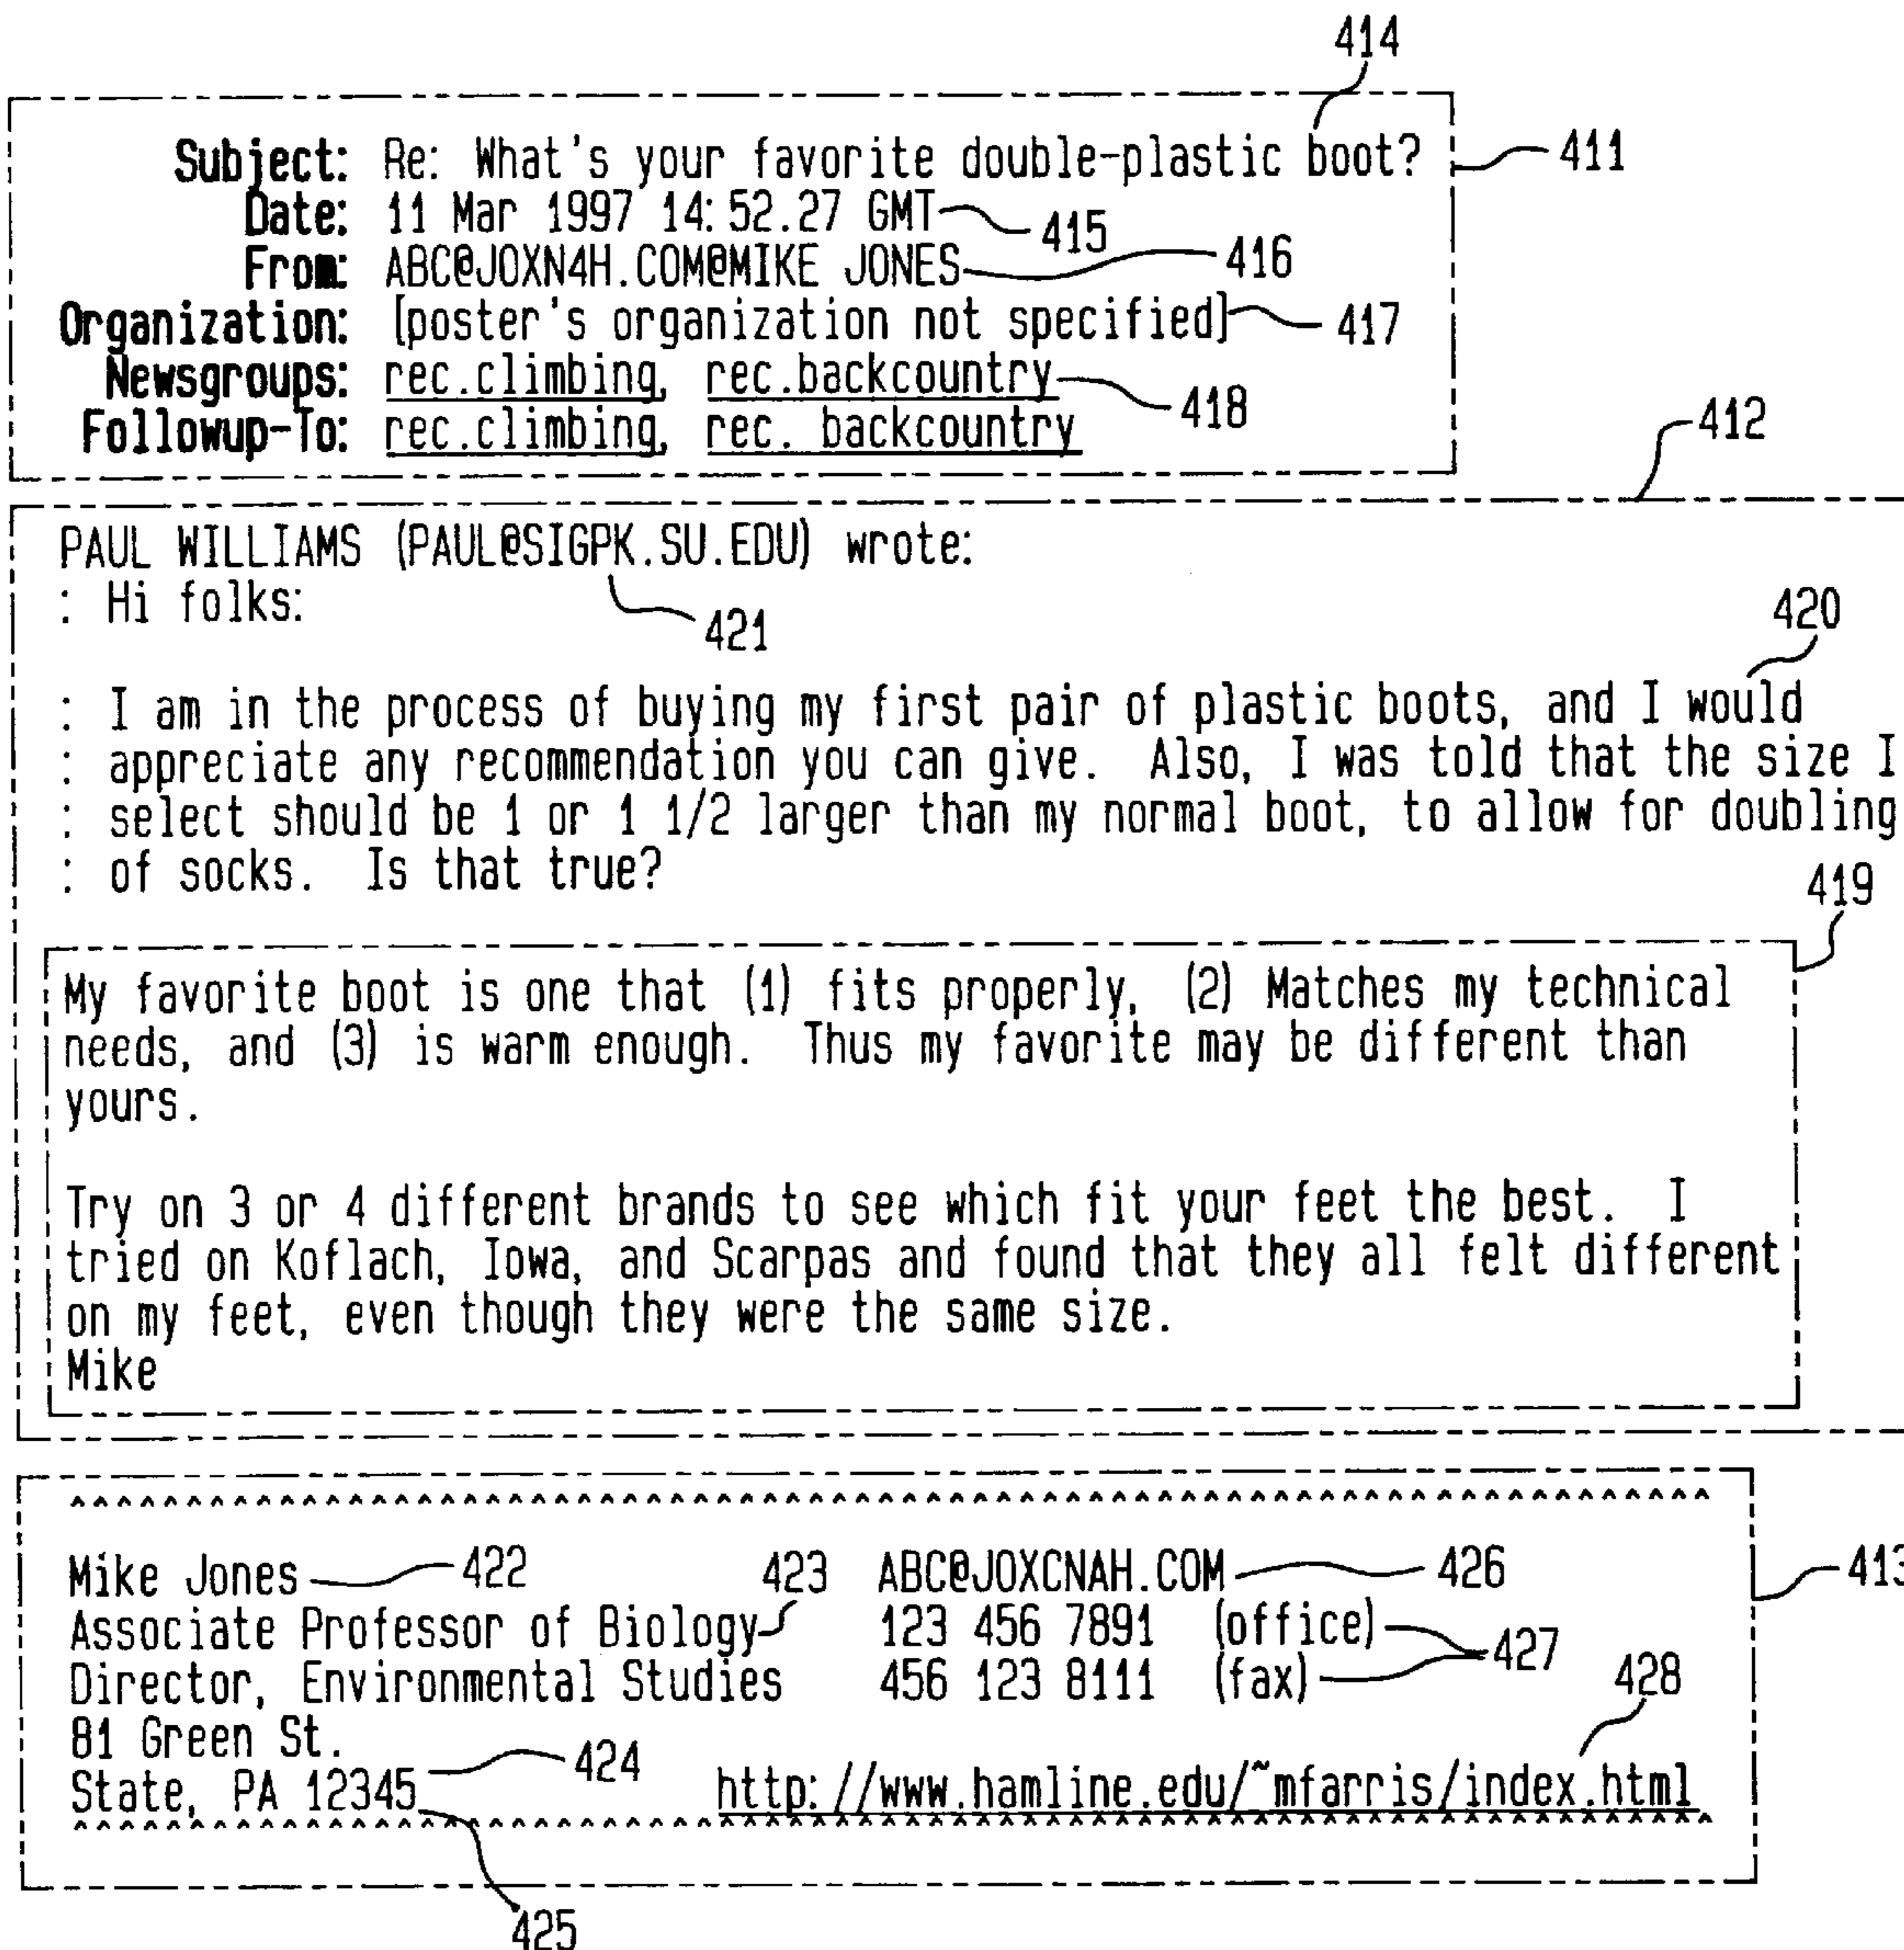 414
Subject: Re: What's your favorite double-plastic boot? 411
Date: 11 Mar 1997 14:52.27 GMT 415
From: ABC@JOXN4H.COM@MIKE JONES 416
Organization: [poster's organization not specified] 417
Newsgroups: rec.climbing, rec.backcountry 418
Followup-To: rec.climbing, rec. backcountry
412
PAUL WILLIAMS (PAUL@SIGPK.SU.EDU) wrote:
: Hi folks:
421
420
: I am in the process of buying my first pair of plastic boots, and I would
: appreciate any recommendation you can give. Also, I was told that the size I
: select should be 1 or 1 1/2 larger than my normal boot, to allow for doubling
: of socks. Is that true?
419
My favorite boot is one that (1) fits properly, (2) Matches my technical
needs, and (3) is warm enough. Thus my favorite may be different than
yours.
Try on 3 or 4 different brands to see which fit your feet the best. I
tried on Koflach, Iowa, and Scarpas and found that they all felt different
on my feet, even though they were the same size.
Mike
^^^^^^^^^^^^^^^^^^^^^^^^^^^^^^^^^^^^^^^^^^^^^^^^^^^^^^^^^^^^^^^^^^^^^^^
Mike Jones 422 423 ABC@JOXCNAH.COM 426 413
Associate Professor of Biology 123 456 7891 (office) 427
Director, Environmental Studies 456 123 8111 (fax) 428
81 Green St.
State, PA 12345 424 http://www.hamline.edu/~mfarris/index.html
^^^^^^^^^^^^^^^^^^^^^^^^^^^^^^^^^^^^^^^^^^^^^^^^^^^^^^^^^^^^^^^^^^^^^^^
425